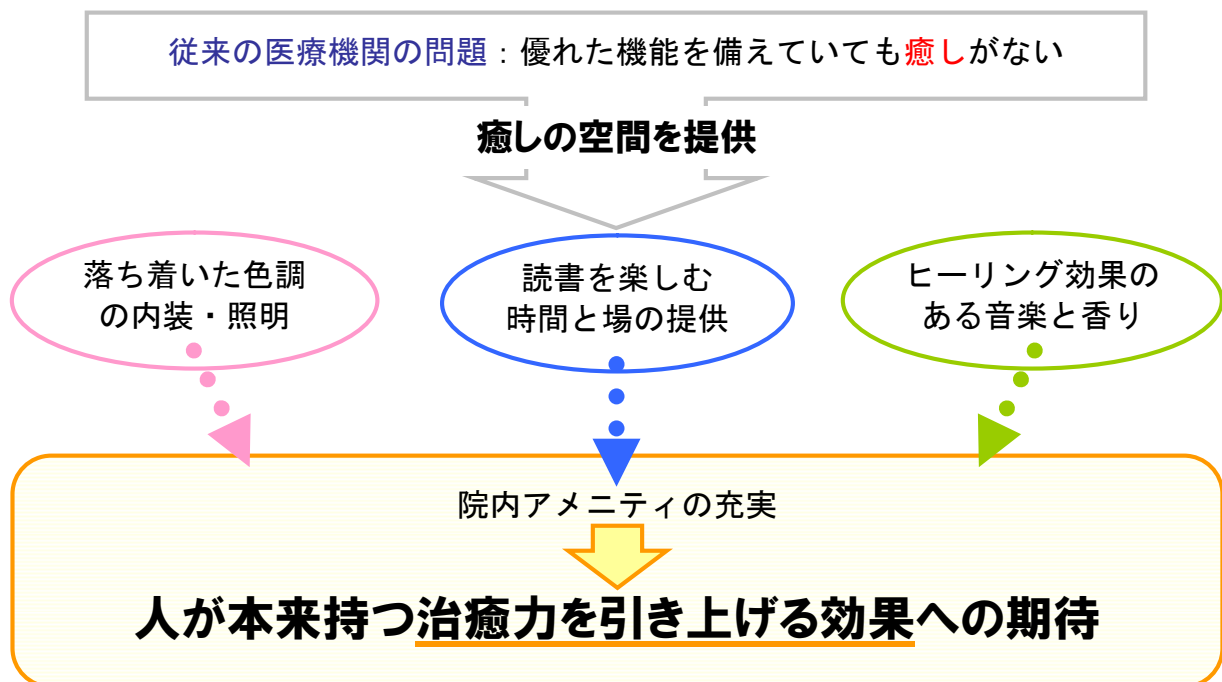 従来の医療機関の問題：優れた機能を備えていても癒しがない
癒しの空間を提供
落ち着いた色調
の内装・照明
読書を楽しむ
時間と場の提供
ヒーリング効果の
ある音楽と香り
院内アメニティの充実
人が本来持つ治癒力を引き上げる効果への期待